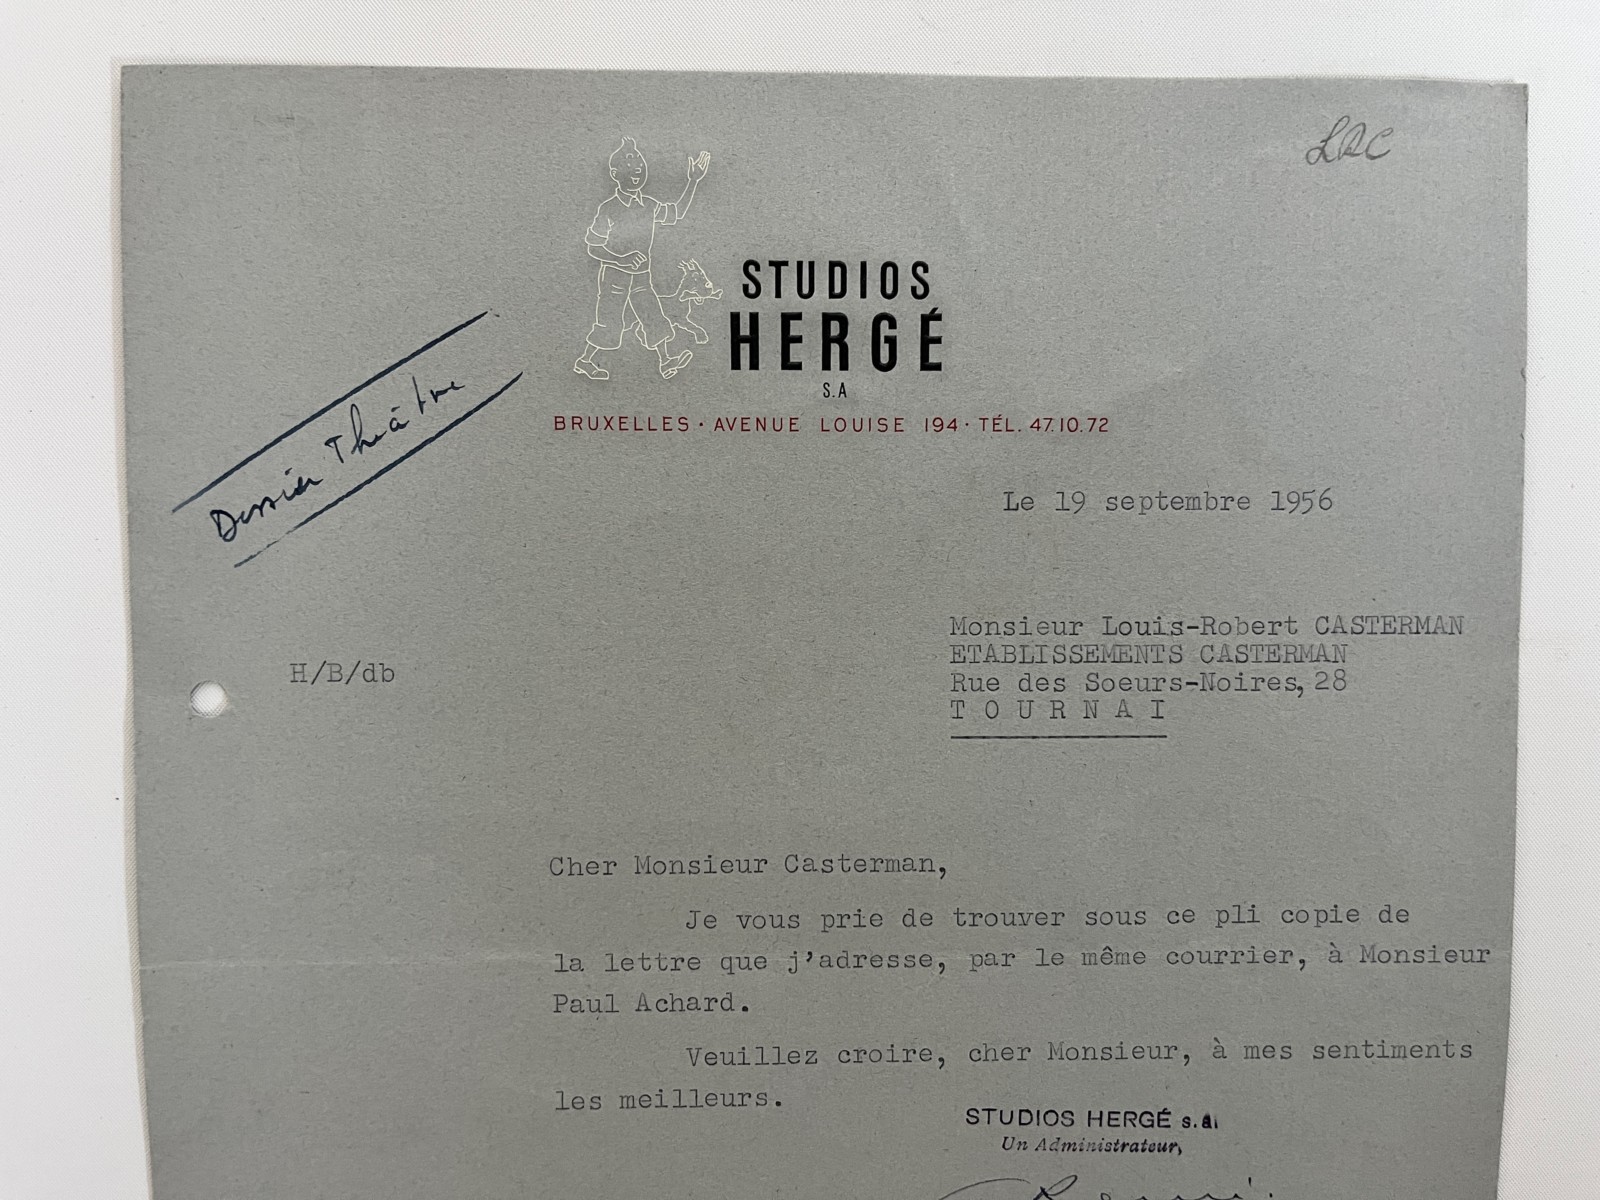 LRC
STUDIOS
HERGÉ
S.A
BRUXELLES · AVENUE LOUISE 194 · TÉL. 47.10.72
Dossier Théâtre
Le 19 septembre 1956
Monsieur Louis-Robert CASTERMAN
ETABLISSEMENTS CASTERMAN
Rue des Soeurs-Noires, 28
T O U R N A I
H/B/db
Cher Monsieur Casterman,
Je vous prie de trouver sous ce pli copie de
la lettre que j'adresse, par le même courrier, à Monsieur
Paul Achard.
Veuillez croire, cher Monsieur, à mes sentiments
les meilleurs.
STUDIOS HERGÉ s.a.
Un Administrateur,